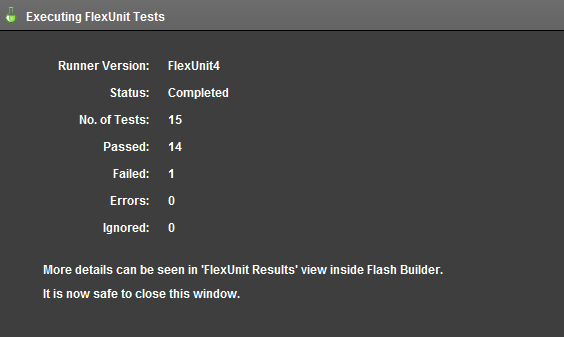 Executing FlexUnit Tests
Runner Version: FlexUnit4
Status: Completed
No. of Tests: 15
Passed: 14
Failed: 1
Errors: 0
Ignored: 0
More details can be seen in 'FlexUnit Results' view inside Flash Builder.
It is now safe to close this window.